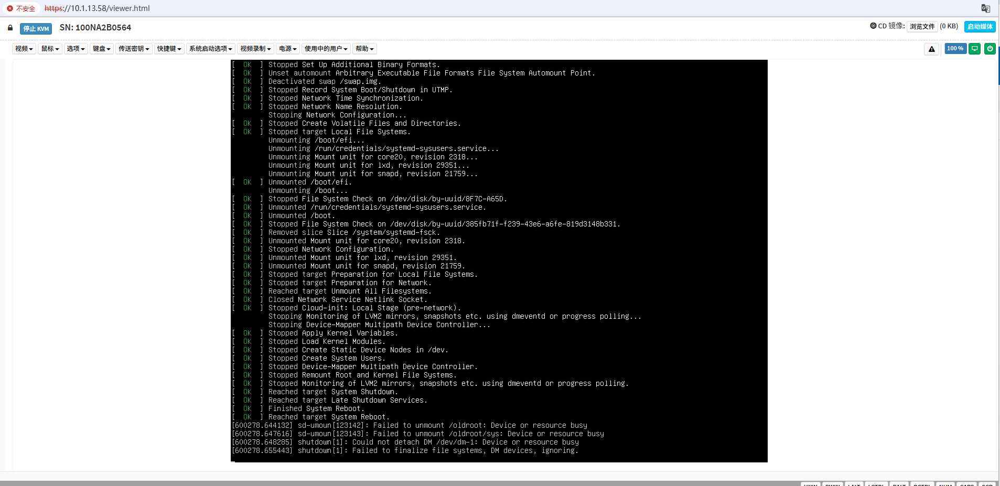 不安全 https://10.1.13.58/viewer.html
停止 KVM SN: 100NA2B0564 CD 镜像: 浏览文件 (0 KB) 启动媒体
视频 鼠标 选项 键盘 传送密钥 快捷键 系统启动选项 视频录制 电源 使用中的用户 帮助 100 %
[ OK ] Stopped Set Up Additional Binary Formats.
[ OK ] Unset automount Arbitrary Executable File Formats File System Automount Point.
[ OK ] Deactivated swap /swap.img.
[ OK ] Stopped Record System Boot/Shutdown in UTMP.
[ OK ] Stopped Network Time Synchronization.
[ OK ] Stopped Network Name Resolution.
Stopping Network Configuration...
[ OK ] Stopped Create Volatile Files and Directories.
[ OK ] Stopped target Local File Systems.
Unmounting /boot/efi...
Unmounting /run/credentials/systemd-sysusers.service...
Unmounting Mount unit for core20, revision 2318...
Unmounting Mount unit for lxd, revision 29351...
Unmounting Mount unit for snapd, revision 21759...
[ OK ] Unmounted /boot/efi.
Unmounting /boot...
[ OK ] Stopped File System Check on /dev/disk/by-uuid/8F7C-A65D.
[ OK ] Unmounted /run/credentials/systemd-sysusers.service.
[ OK ] Unmounted /boot.
[ OK ] Stopped File System Check on /dev/disk/by-uuid/385fb71f-f239-43e6-a6fe-819d3148b331.
[ OK ] Removed slice Slice /system/systemd-fsck.
[ OK ] Unmounted Mount unit for core20, revision 2318.
[ OK ] Stopped Network Configuration.
[ OK ] Unmounted Mount unit for lxd, revision 29351.
[ OK ] Unmounted Mount unit for snapd, revision 21759.
[ OK ] Stopped target Preparation for Local File Systems.
[ OK ] Stopped target Preparation for Network.
[ OK ] Reached target Unmount All Filesystems.
[ OK ] Closed Network Service Netlink Socket.
[ OK ] Stopped Cloud-init: Local Stage (pre-network).
Stopping Monitoring of LVM2 mirrors, snapshots etc. using dmeventd or progress polling...
Stopping Device-Mapper Multipath Device Controller...
[ OK ] Stopped Apply Kernel Variables.
[ OK ] Stopped Load Kernel Modules.
[ OK ] Stopped Create Static Device Nodes in /dev.
[ OK ] Stopped Create System Users.
[ OK ] Stopped Device-Mapper Multipath Device Controller.
[ OK ] Stopped Remount Root and Kernel File Systems.
[ OK ] Stopped Monitoring of LVM2 mirrors, snapshots etc. using dmeventd or progress polling.
[ OK ] Reached target System Shutdown.
[ OK ] Reached target Late Shutdown Services.
[ OK ] Finished System Reboot.
[ OK ] Reached target System Reboot.
[600278.644132] sd-umoun[123142]: Failed to unmount /oldroot: Device or resource busy
[600278.647616] sd-umoun[123143]: Failed to unmount /oldroot/sys: Device or resource busy
[600278.648285] shutdown[1]: Could not detach DM /dev/dm-1: Device or resource busy
[600278.655443] shutdown[1]: Failed to finalize file systems, DM devices, ignoring.